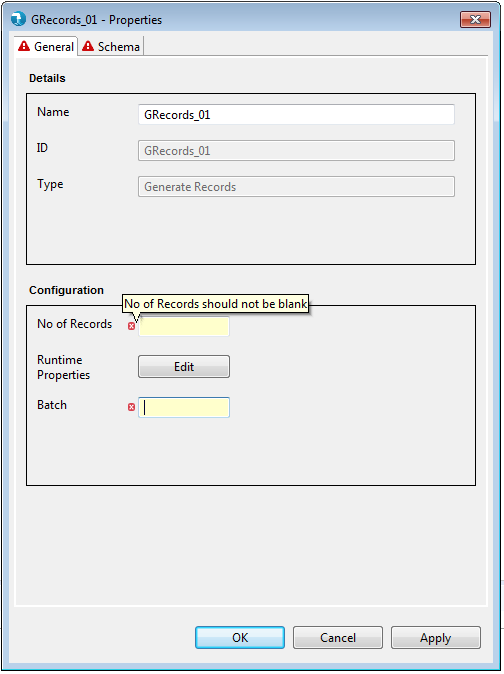 GRecords_01 - Properties
General Schema
Details
Name GRecords_01
ID GRecords_01
Type Generate Records
Configuration
No of Records should not be blank
No of Records
Runtime
Properties
Edit
Batch
OK Cancel Apply